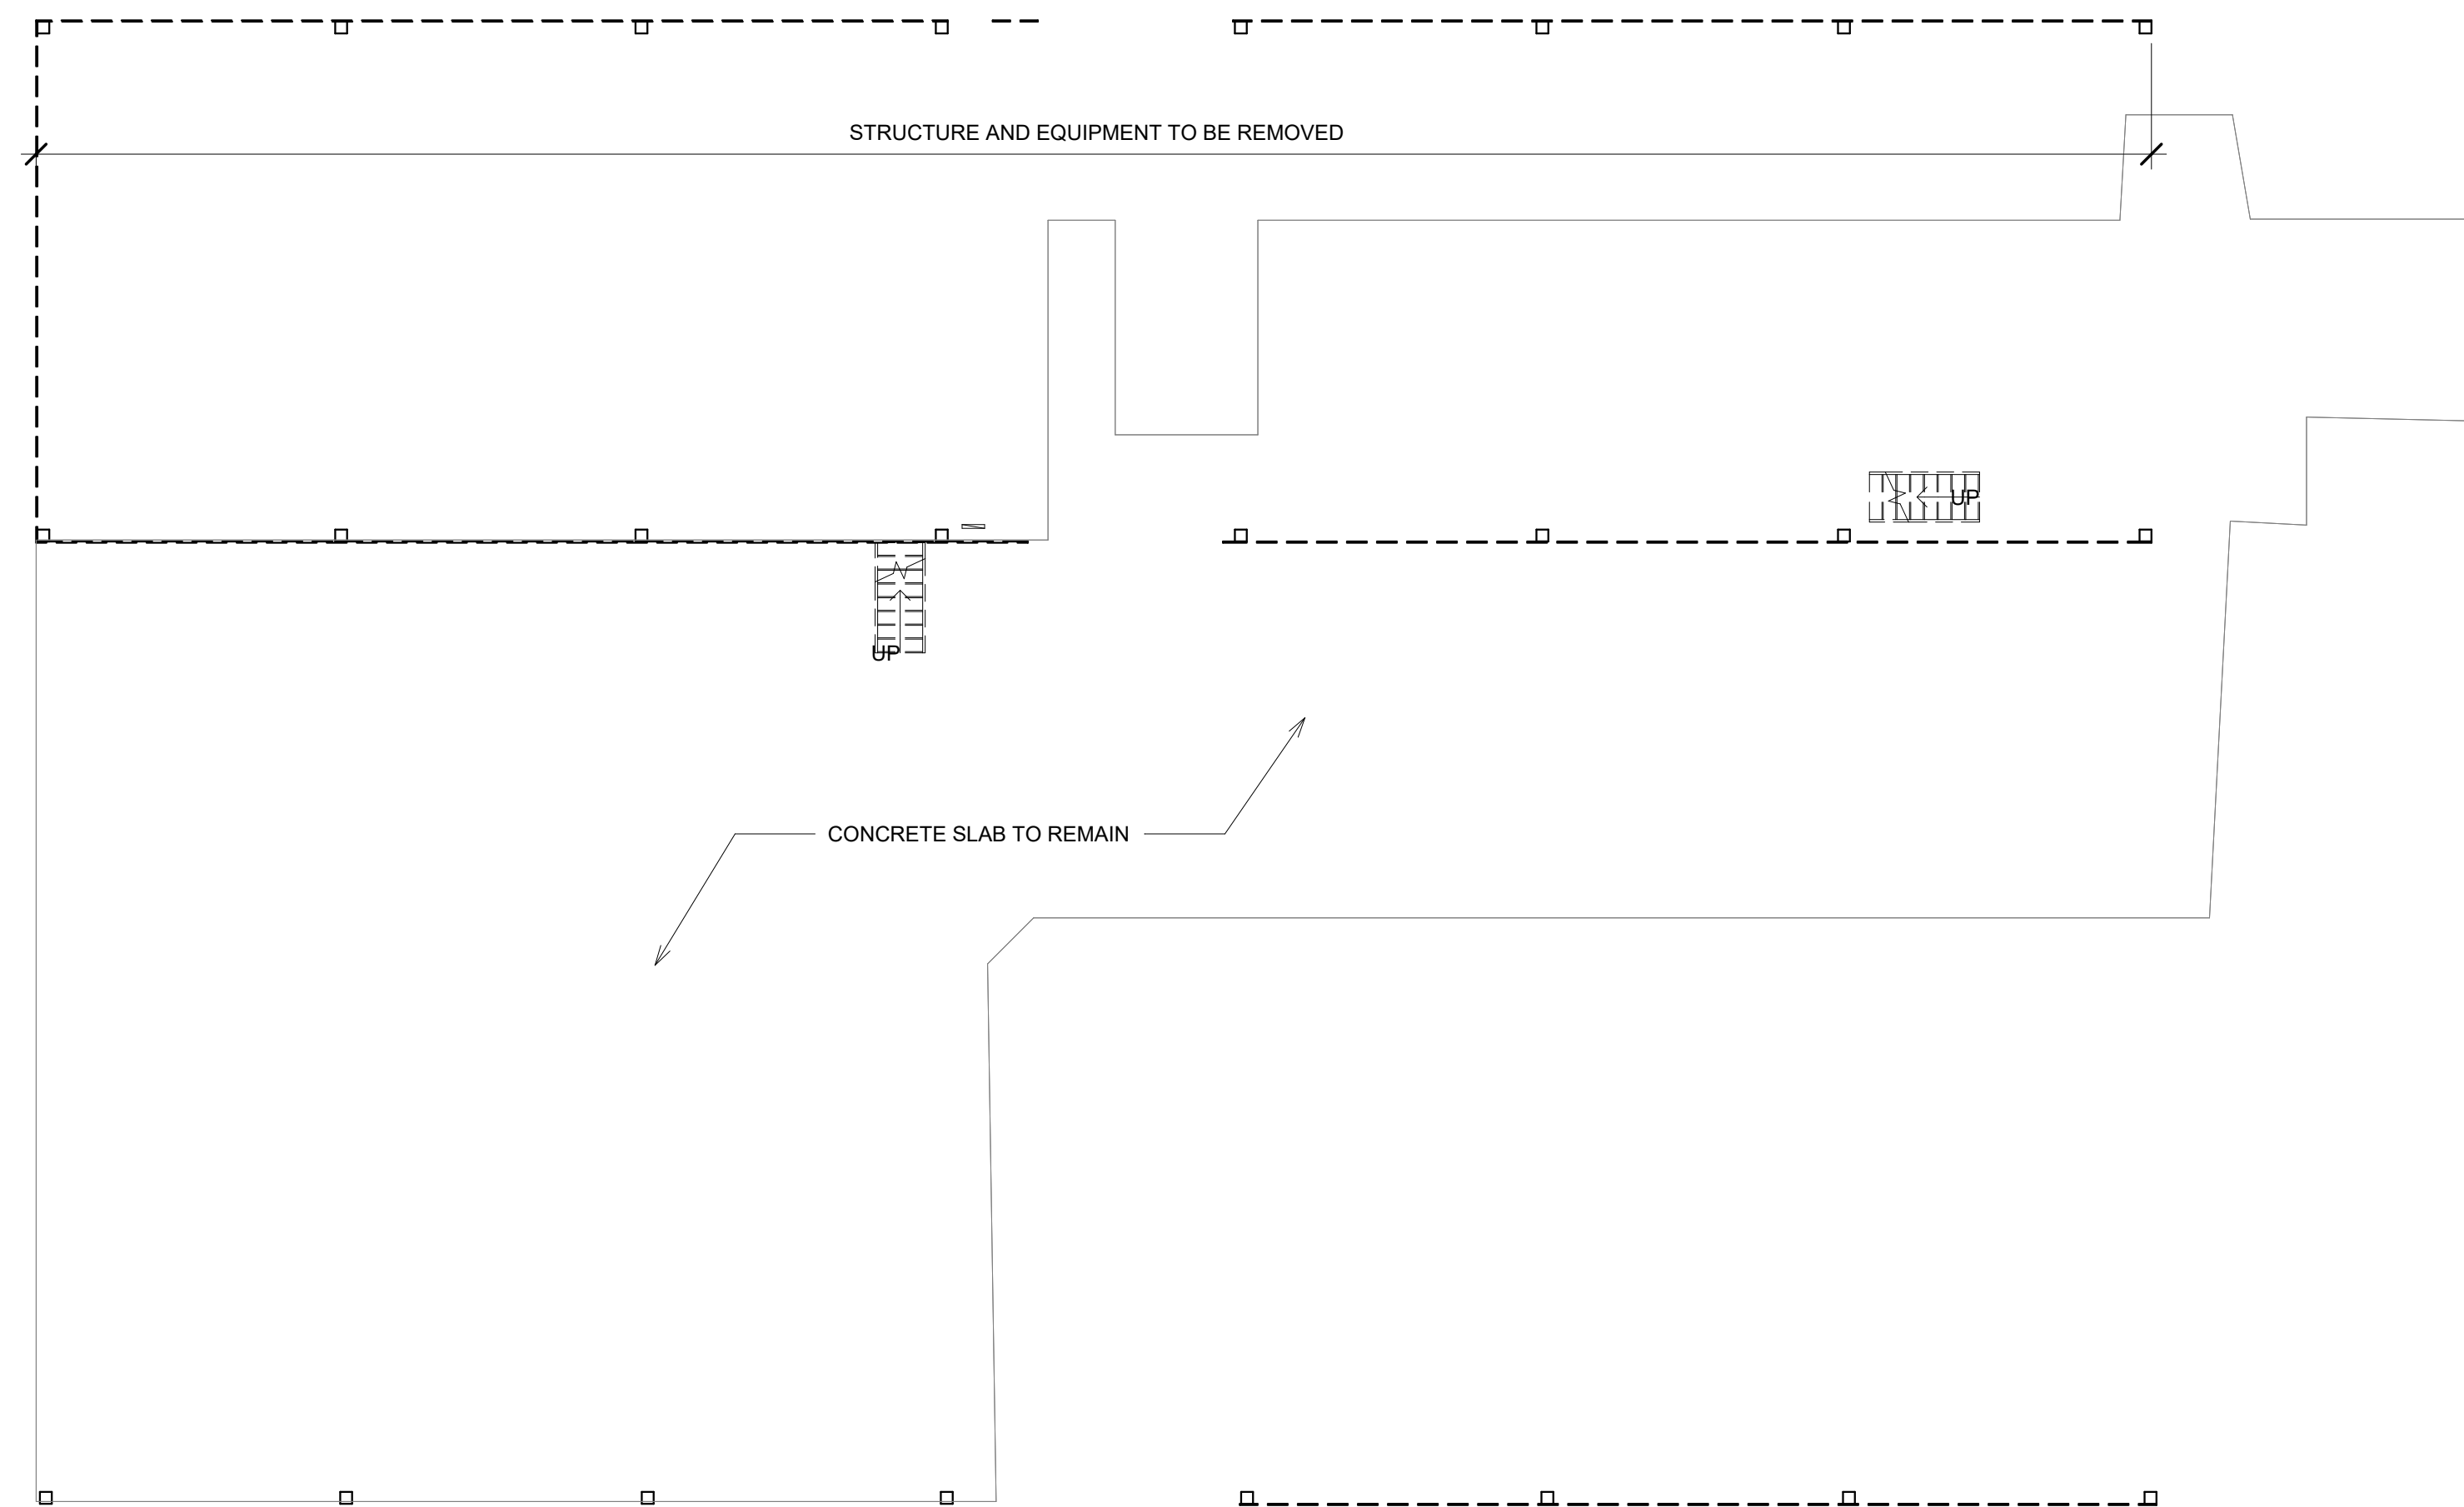 STRUCTURE AND EQUIPMENT TO BE REMOVED
UP
UP
CONCRETE SLAB TO REMAIN